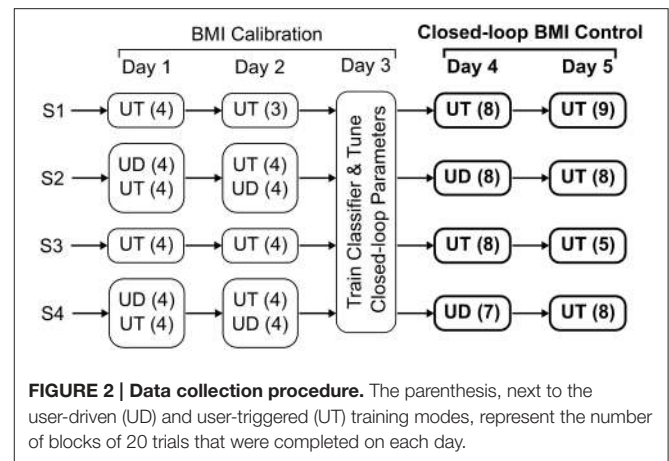 BMI Calibration
Closed-loop BMI Control
Day 1
Day 2
Day 3
Day 4
Day 5
S1
UT (4)
UT (3)
UT (8)
UT (9)
S2
UD (4)
UT (4)
UT (4)
UD (4)
UD (8)
UT (8)
S3
UT (4)
UT (4)
UT (8)
UT (5)
S4
UD (4)
UT (4)
UT (4)
UD (4)
UD (7)
UT (8)
Train Classifier & Tune
Closed-loop Parameters
FIGURE 2 | Data collection procedure. The parenthesis, next to the
user-driven (UD) and user-triggered (UT) training modes, represent the number
of blocks of 20 trials that were completed on each day.